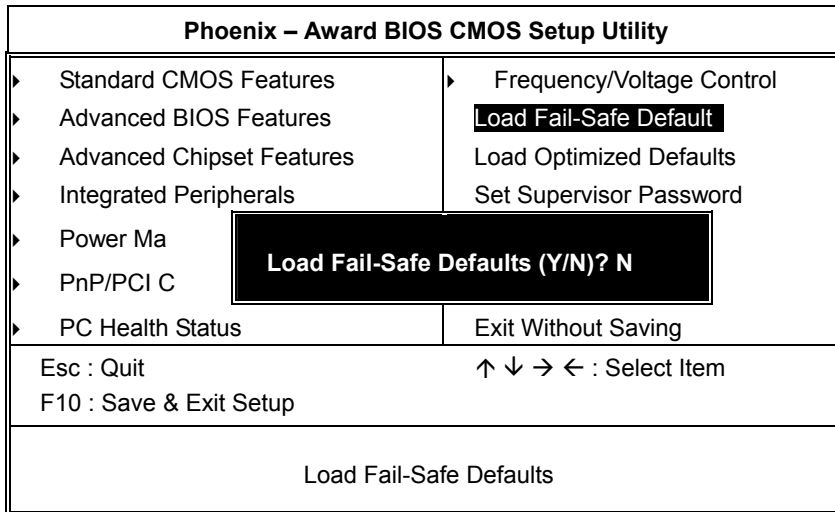 Phoenix – Award BIOS CMOS Setup Utility
Standard CMOS Features
Advanced BIOS Features
Advanced Chipset Features
Integrated Peripherals
Power Ma
PnP/PCI C
PC Health Status
Frequency/Voltage Control
Load Fail-Safe Default
Load Optimized Defaults
Set Supervisor Password
Exit Without Saving
Load Fail-Safe Defaults (Y/N)? N
Esc : Quit
F10 : Save & Exit Setup
↑ ↓ → ← : Select Item
Load Fail-Safe Defaults